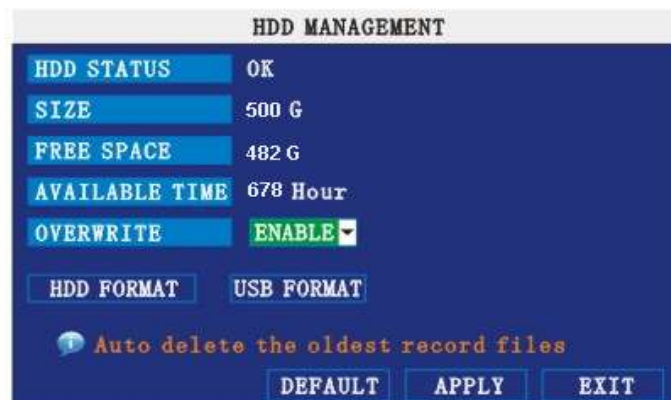 HDD MANAGEMENT
HDD STATUS OK
SIZE 500 G
FREE SPACE 482 G
AVAILABLE TIME 678 Hour
OVERWRITE ENABLE
HDD FORMAT USB FORMAT
Auto delete the oldest record files
DEFAULT APPLY EXIT